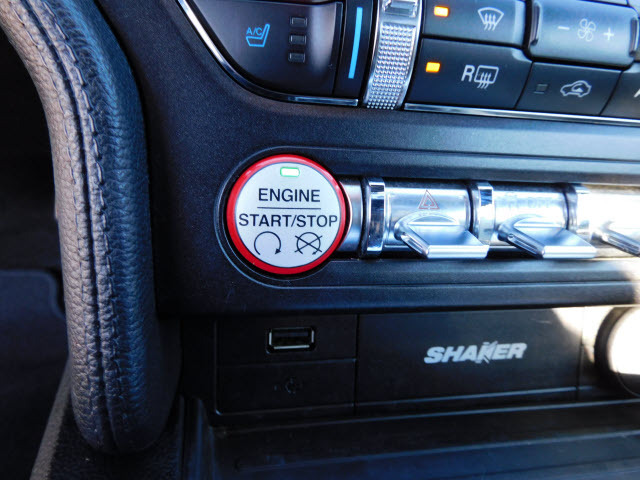 A/C
R
- +
ENGINE
START/STOP
SHAKER